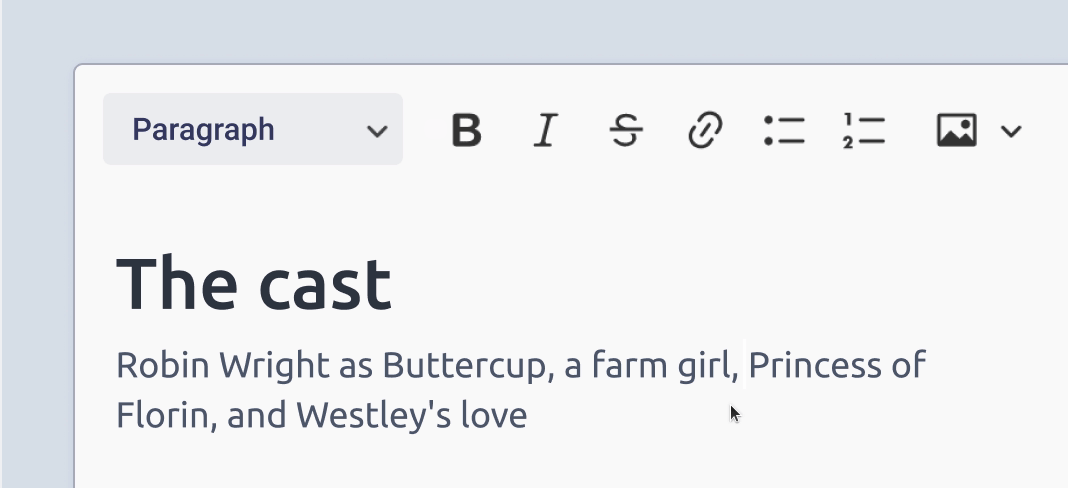 Paragraph
B I S
1
2
The cast
Robin Wright as Buttercup, a farm girl, Princess of
Florin, and Westley's love